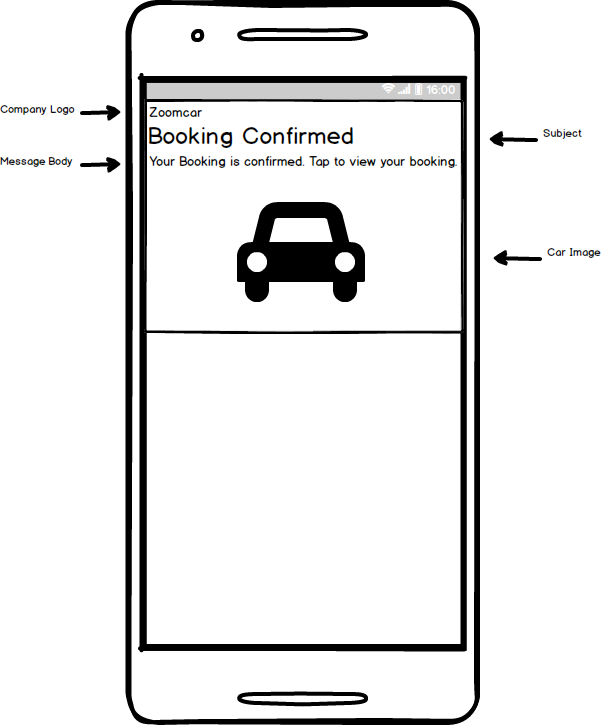 16:00
Company Logo
Zoomcar
Booking Confirmed
Subject
Message Body
Your Booking is confirmed. Tap to view your booking.
Car Image